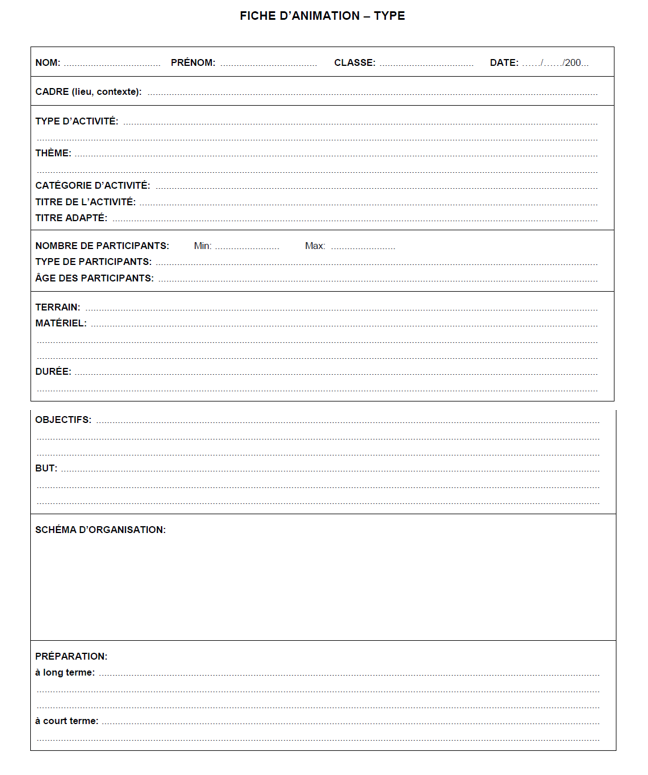 FICHE D'ANIMATION – TYPE
NOM: ........................................ PRÉNOM: ........................................ CLASSE: ........................................ DATE: ....../....../200...
CADRE (lieu, contexte): ........................................
TYPE D'ACTIVITÉ: ........................................
........................................
THÈME: ........................................
........................................
CATÉGORIE D'ACTIVITÉ: ........................................
TITRE DE L'ACTIVITÉ: ........................................
TITRE ADAPTÉ: ........................................
NOMBRE DE PARTICIPANTS: Min: .......................... Max: ..........................
TYPE DE PARTICIPANTS: ........................................
ÂGE DES PARTICIPANTS: ........................................
TERRAIN: ........................................
MATÉRIEL: ........................................
........................................
........................................
DURÉE: ........................................
........................................
OBJECTIFS: ........................................
........................................
........................................
BUT: ........................................
........................................
........................................
SCHÉMA D'ORGANISATION:
PRÉPARATION:
à long terme: ........................................
........................................
........................................
à court terme: ........................................
........................................